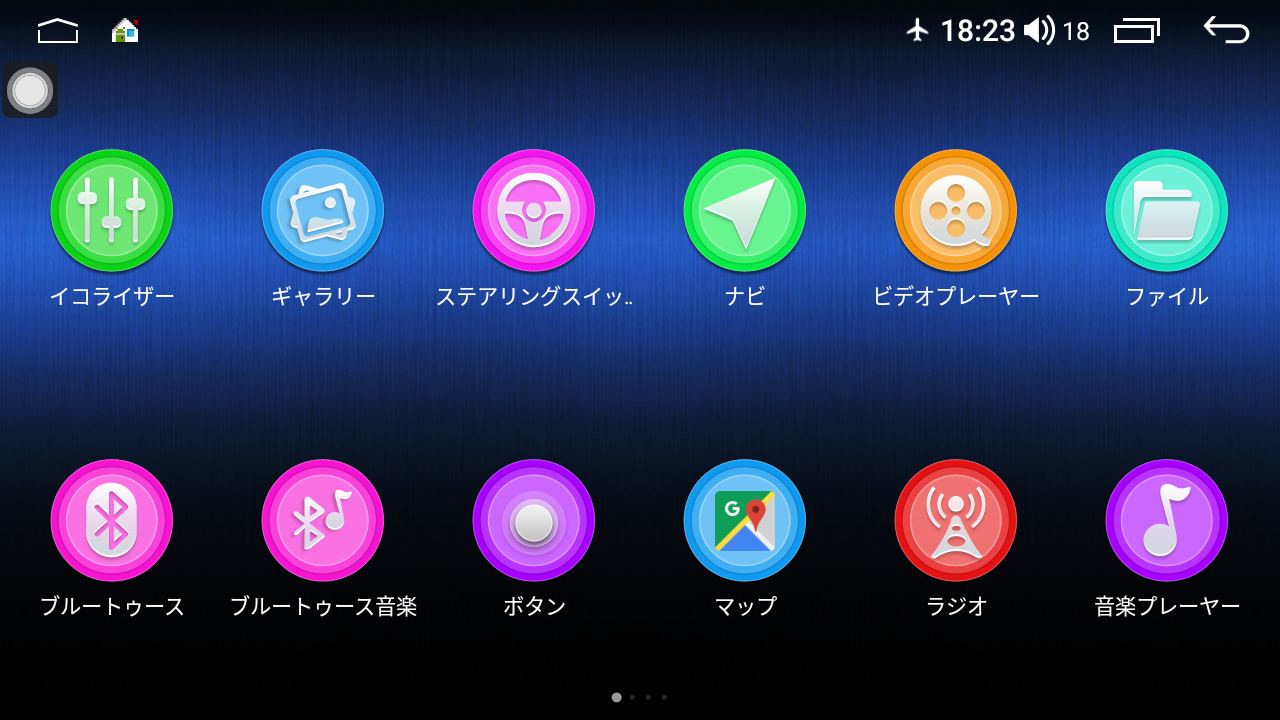 18:23 18
イコライザー
ギャラリー
ステアリングスイッ..
ナビ
ビデオプレーヤー
ファイル
G
ブルートゥース
ブルートゥース音楽
ボタン
マップ
ラジオ
音楽プレーヤー